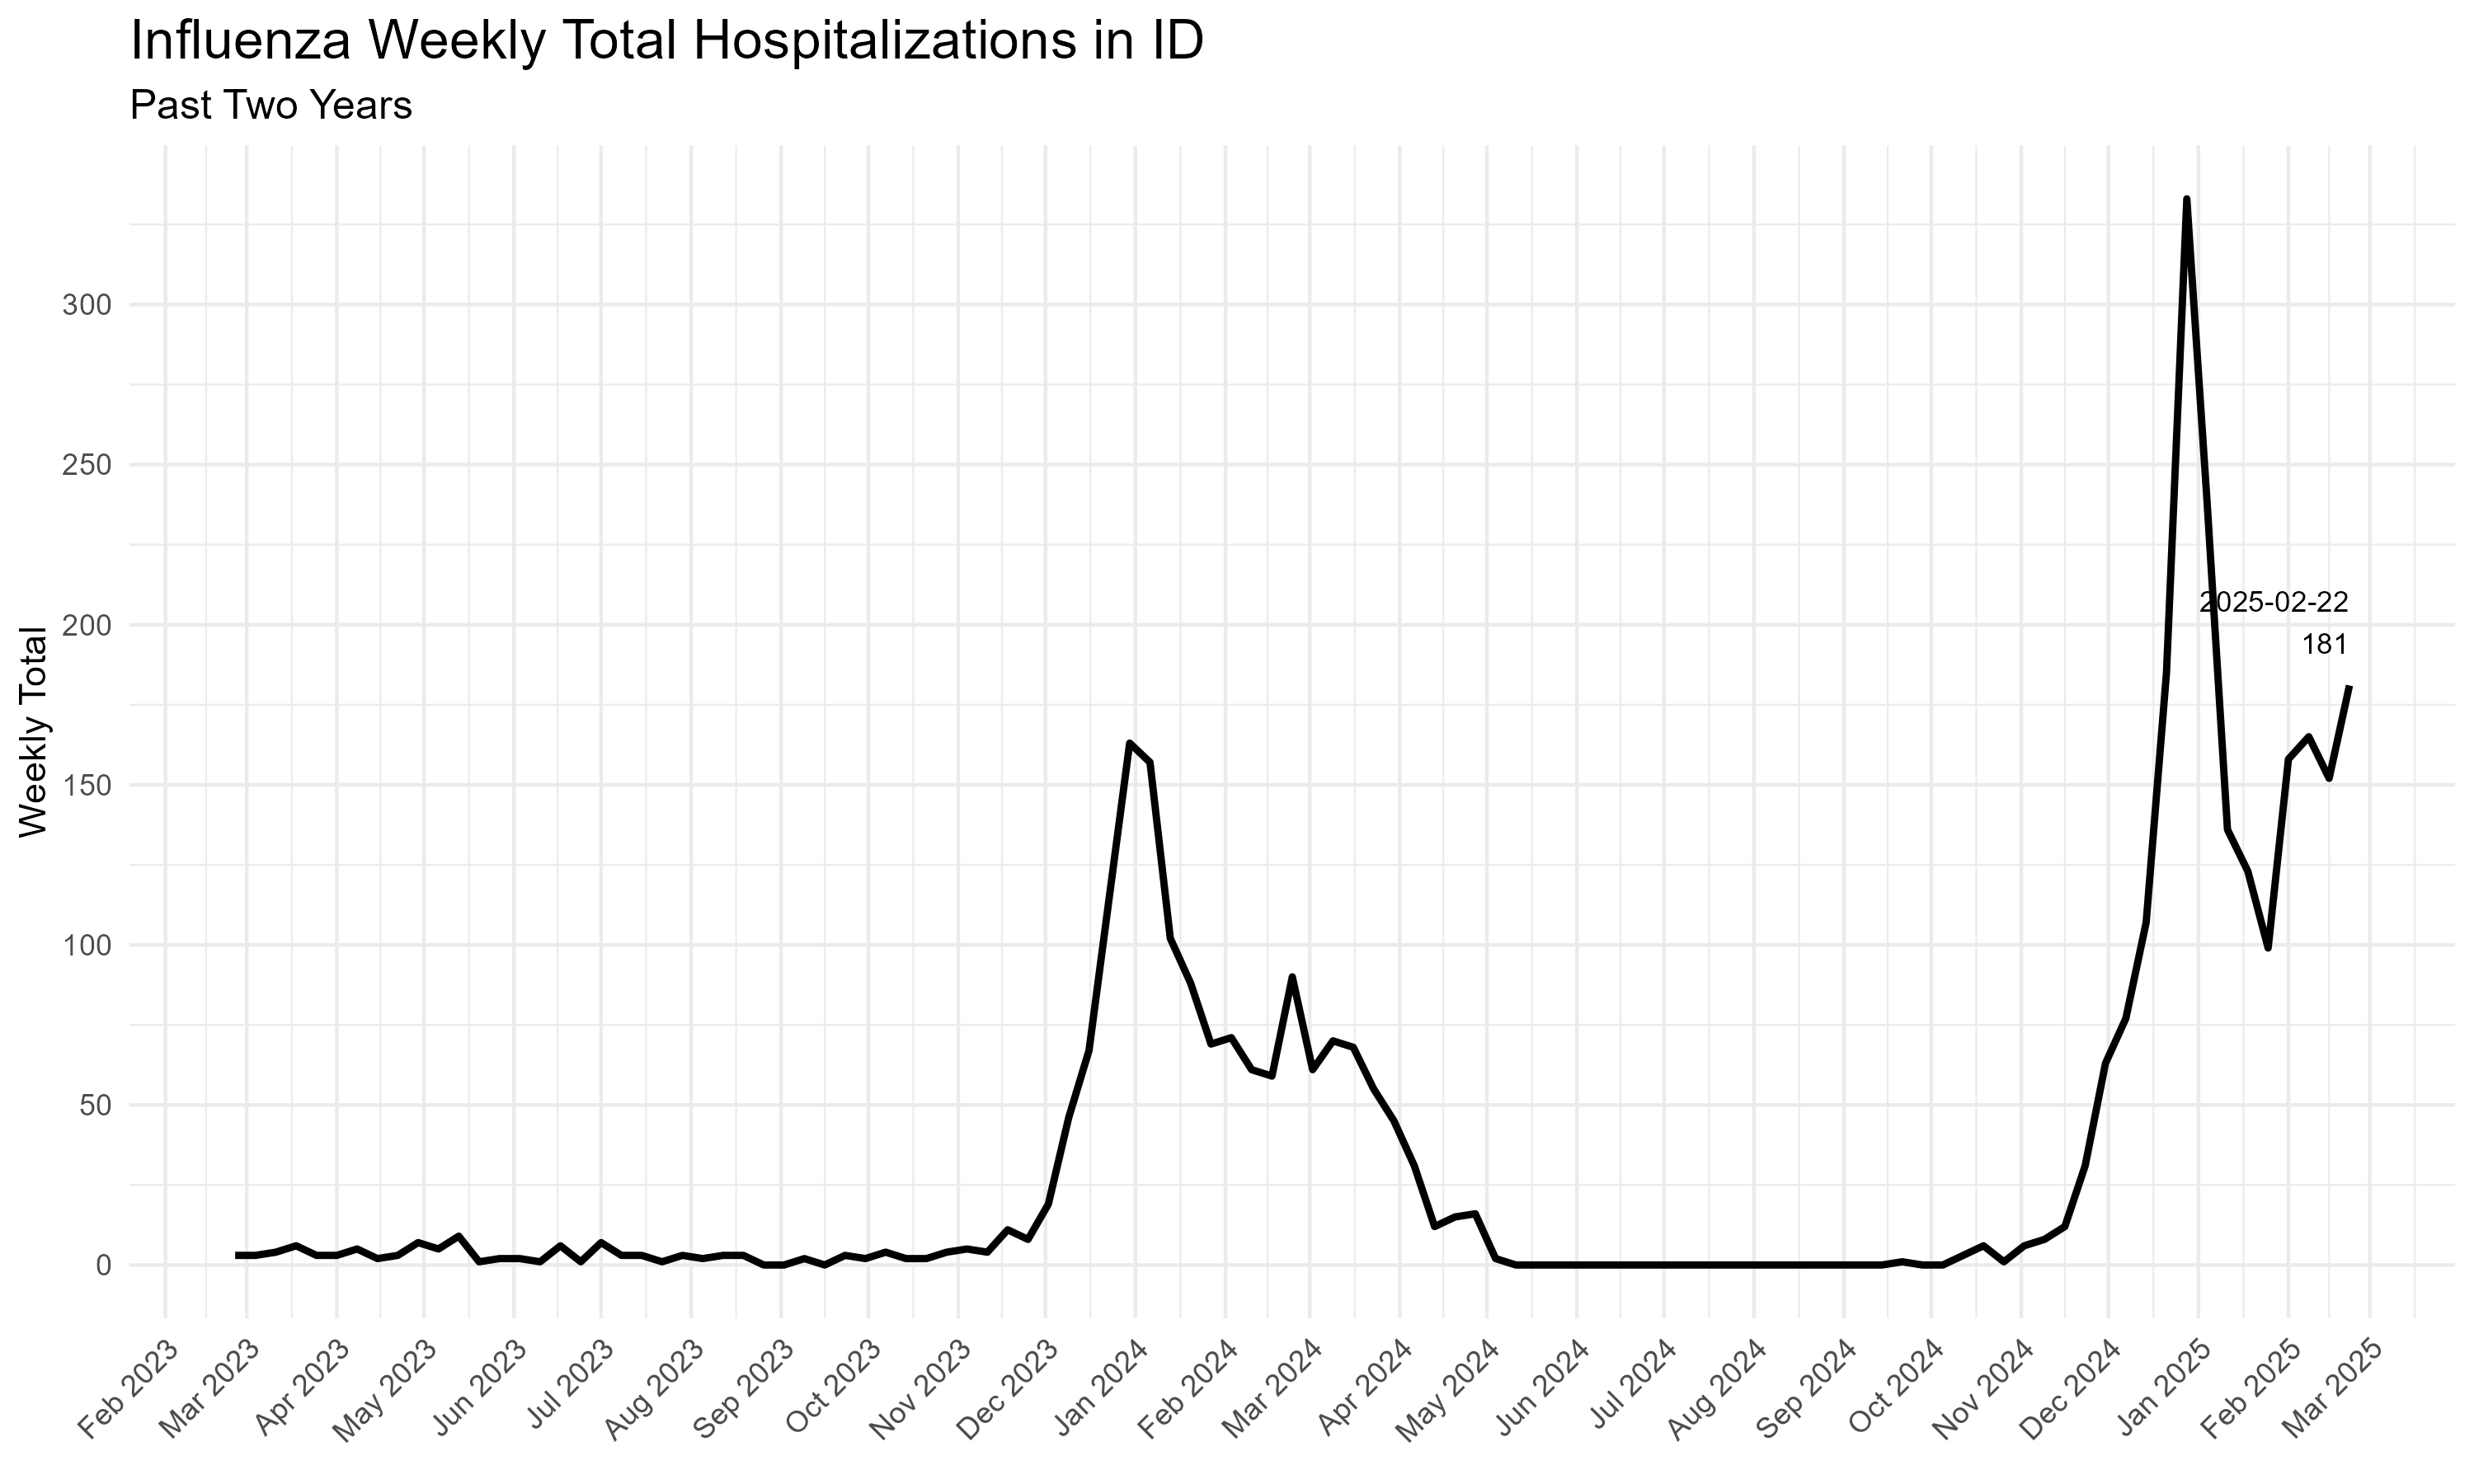 Influenza Weekly Total Hospitalizations in ID
Past Two Years
Weekly Total
300
250
200
150
100
50
0
2025-02-22
181
Feb 2023
Mar 2023
Apr 2023
May 2023
Jun 2023
Jul 2023
Aug 2023
Sep 2023
Oct 2023
Nov 2023
Dec 2023
Jan 2024
Feb 2024
Mar 2024
Apr 2024
May 2024
Jun 2024
Jul 2024
Aug 2024
Sep 2024
Oct 2024
Nov 2024
Dec 2024
Jan 2025
Feb 2025
Mar 2025